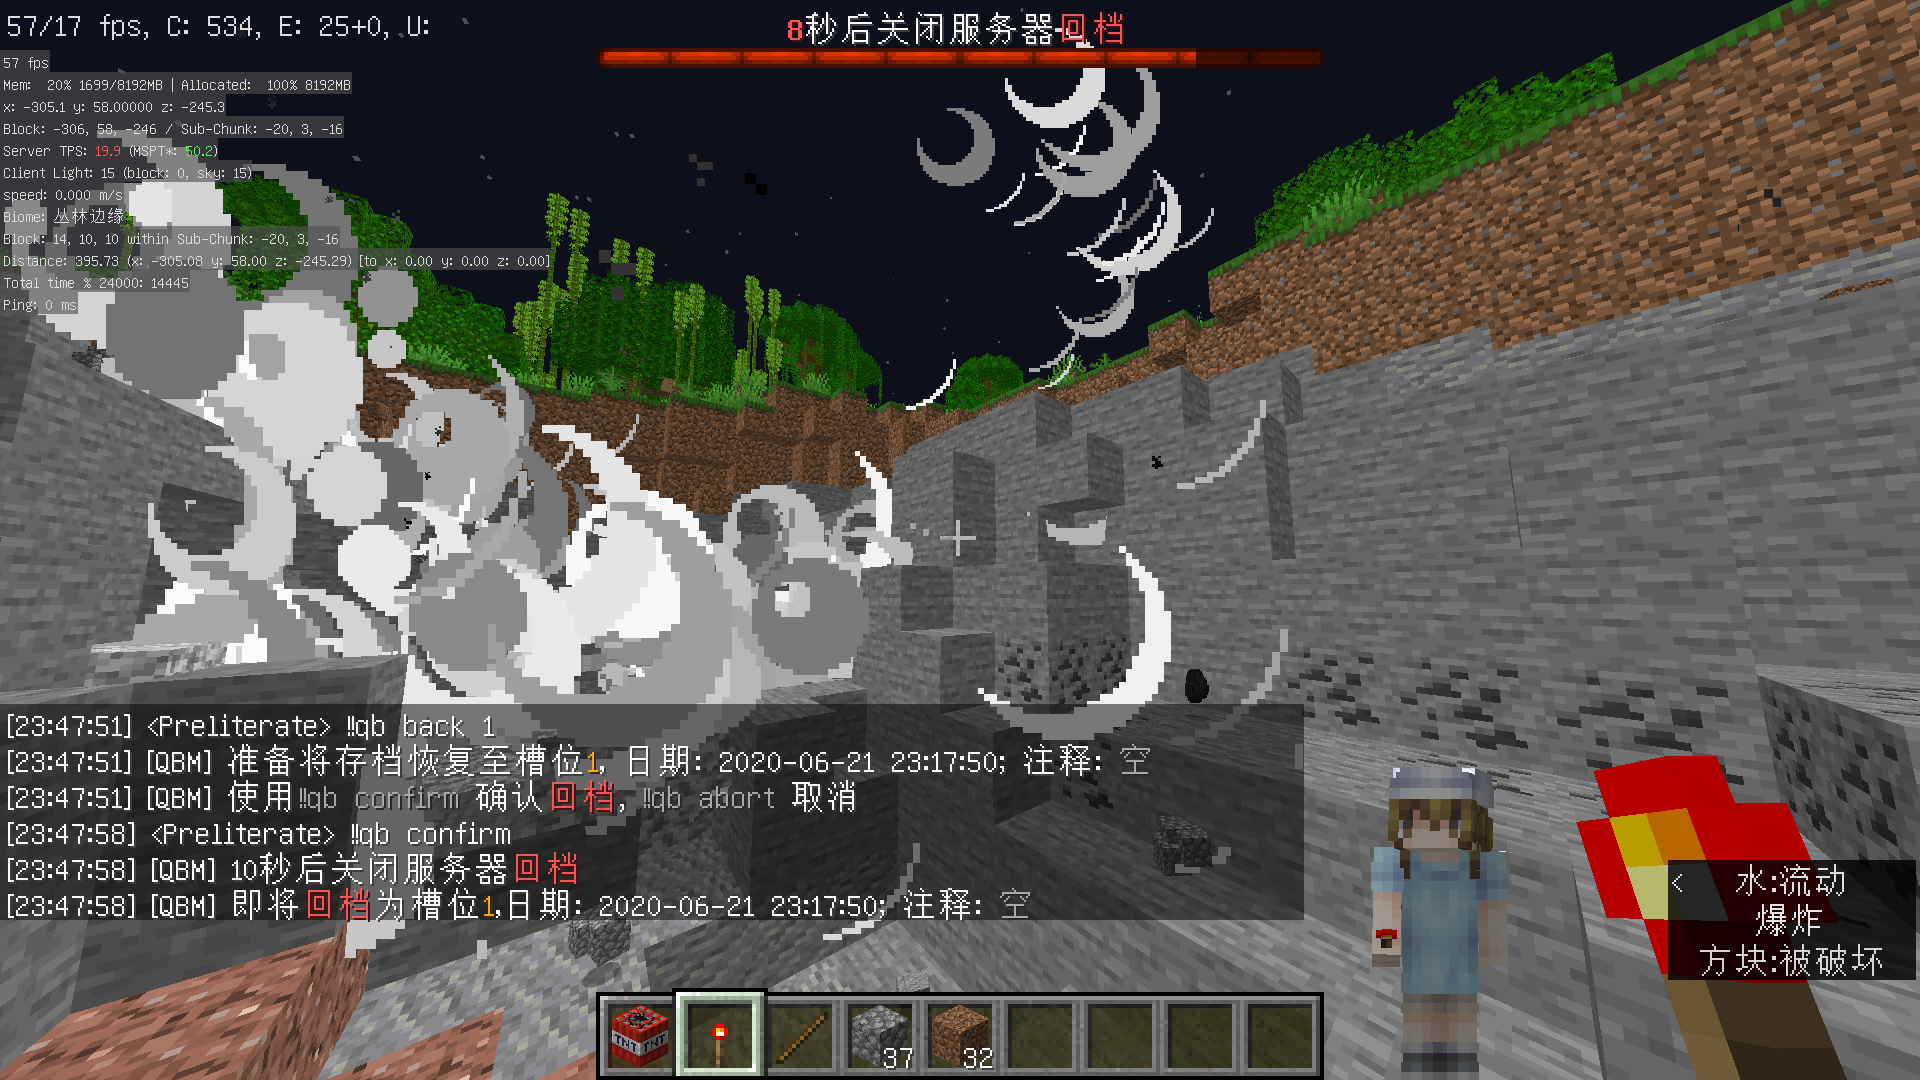 57/17 fps, C: 534, E: 25+0, U:
8秒后关闭服务器回档
57 fps
Mem: 20% 1699/8192MB | Allocated: 100% 8192MB
x: -305.1 y: 58.00000 z: -245.3
Block: -306, 58, -246 / Sub-Chunk: -20, 3, -16
Server TPS: 19.9 (MSPT*: 50.2)
Client Light: 15 (block: 0, sky: 15)
speed: 0.000 m/s
Biome: 丛林边缘
Block: 14, 10, 10 within Sub-Chunk: -20, 3, -16
Distance: 395.73 (x: -305.08 y: 58.00 z: -245.29) [to x: 0.00 y: 0.00 z: 0.00]
Total time % 24000: 14445
Ping: 0 ms
[23:47:51] <Preliterate> !!qb back 1
[23:47:51] [QBM] 准备将存档恢复至槽位1, 日期: 2020-06-21 23:17:50; 注释: 空
[23:47:51] [QBM] 使用!!qb confirm 确认回档, !!qb abort 取消
[23:47:58] <Preliterate> !!qb confirm
[23:47:58] [QBM] 10秒后关闭服务器回档
[23:47:58] [QBM] 即将回档为槽位1,日期: 2020-06-21 23:17:50; 注释: 空
< 水:流动
爆炸
方块:被破坏
TNT TNT
37
32